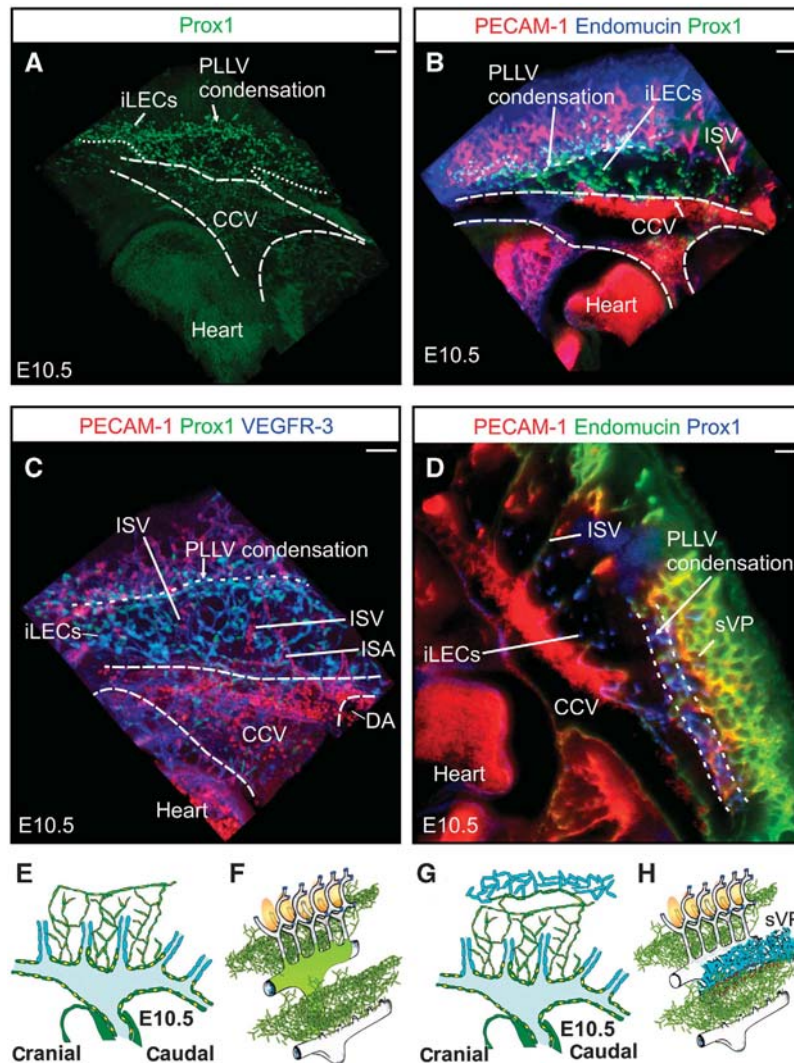 Prox1
A
iLECs
PLLV
condensation
CCV
Heart
E10.5
PECAM-1 Endomucin Prox1
B
PLLV
condensation
iLECs
ISV
CCV
Heart
E10.5
PECAM-1 Prox1 VEGFR-3
C
ISV
PLLV condensation
iLECs
ISV
ISA
CCV
DA
Heart
E10.5
PECAM-1 Endomucin Prox1
D
ISV
PLLV
condensation
sVP
iLECs
CCV
Heart
E10.5
E
E10.5
Cranial Caudal
F
G
E10.5
Cranial Caudal
H
sVP